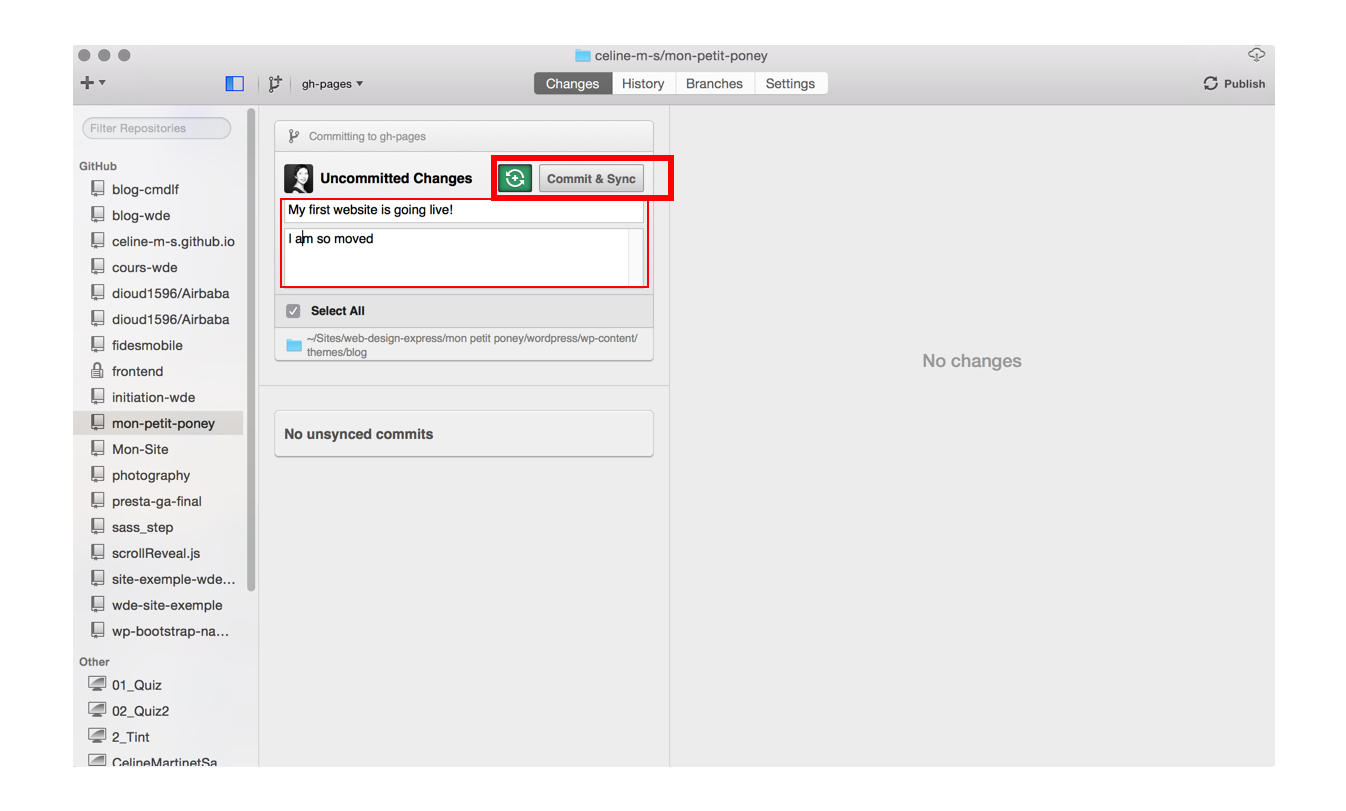 celine-m-s/mon-petit-poney
gh-pages
Changes
History
Branches
Settings
Publish
Filter Repositories
GitHub
blog-cmdlf
blog-wde
celine-m-s.github.io
cours-wde
dioud1596/Airbaba
dioud1596/Airbaba
fidesmobile
frontend
initiation-wde
mon-petit-poney
Mon-Site
photography
presta-ga-final
sass_step
scrollReveal.js
site-exemple-wde...
wde-site-exemple
wp-bootstrap-na...
Other
01_Quiz
02_Quiz2
2_Tint
CelineMartinetSa
Committing to gh-pages
Uncommitted Changes
Commit & Sync
My first website is going live!
I am so moved
Select All
~/Sites/web-design-express/mon petit poney/wordpress/wp-content/
themes/blog
No unsynced commits
No changes